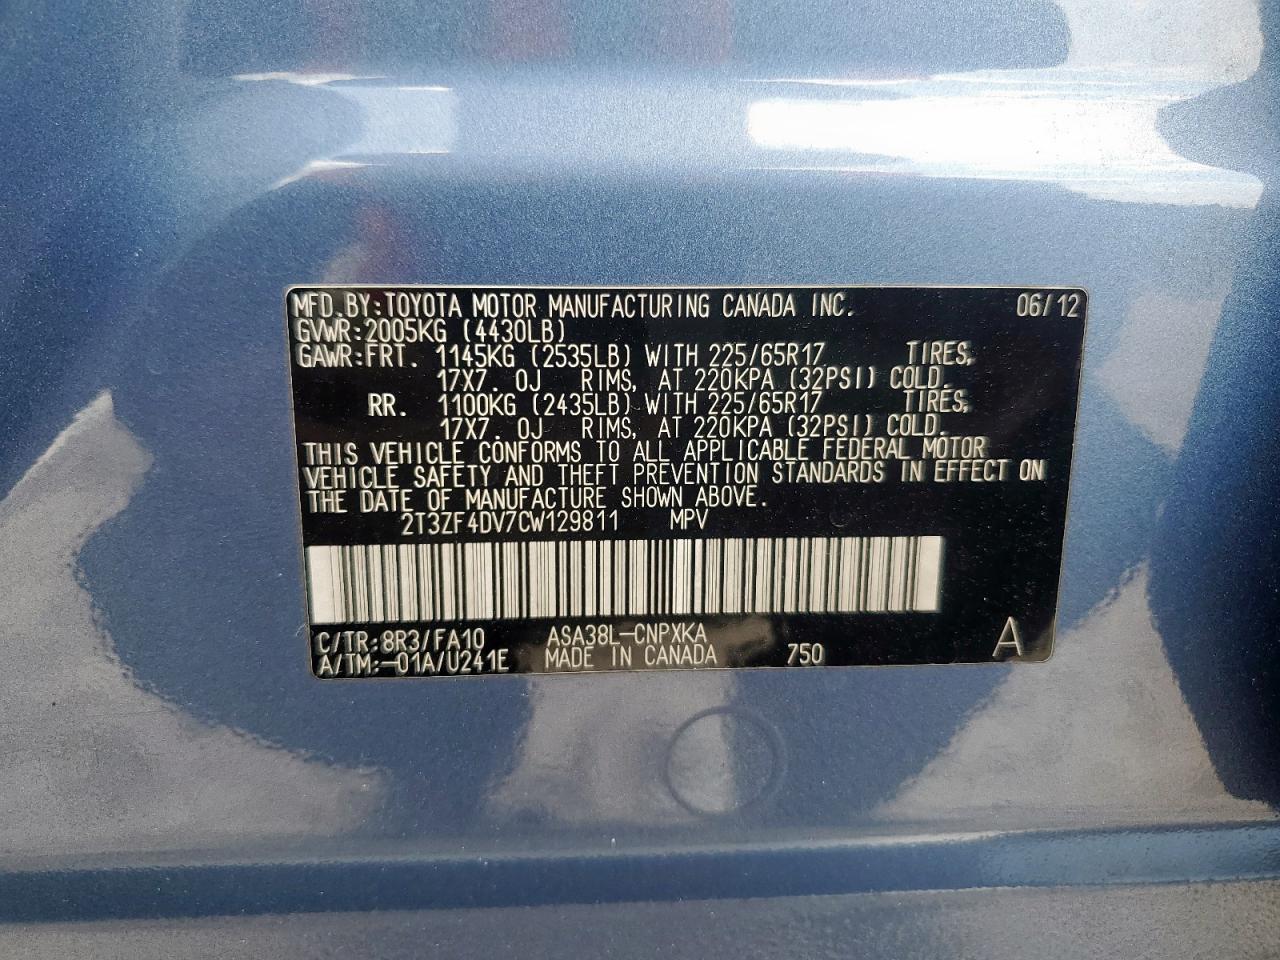 MFD.BY:TOYOTA MOTOR MANUFACTURING CANADA INC. 06/12
GVWR:2005KG (4430LB)
GAWR:FRT. 1145KG (2535LB) WITH 225/65R17 TIRES,
17X7.0J RIMS, AT 220KPA (32PSI) COLD.
RR. 1100KG (2435LB) WITH 225/65R17 TIRES,
17X7.0J RIMS, AT 220KPA (32PSI) COLD.
THIS VEHICLE CONFORMS TO ALL APPLICABLE FEDERAL MOTOR
VEHICLE SAFETY AND THEFT PREVENTION STANDARDS IN EFFECT ON
THE DATE OF MANUFACTURE SHOWN ABOVE.
2T3ZF4DV7CW129811 MPV
C/TR:8R3/FA10 ASA38L-CNPXKA A
A/TM:-01A/U241E MADE IN CANADA 750